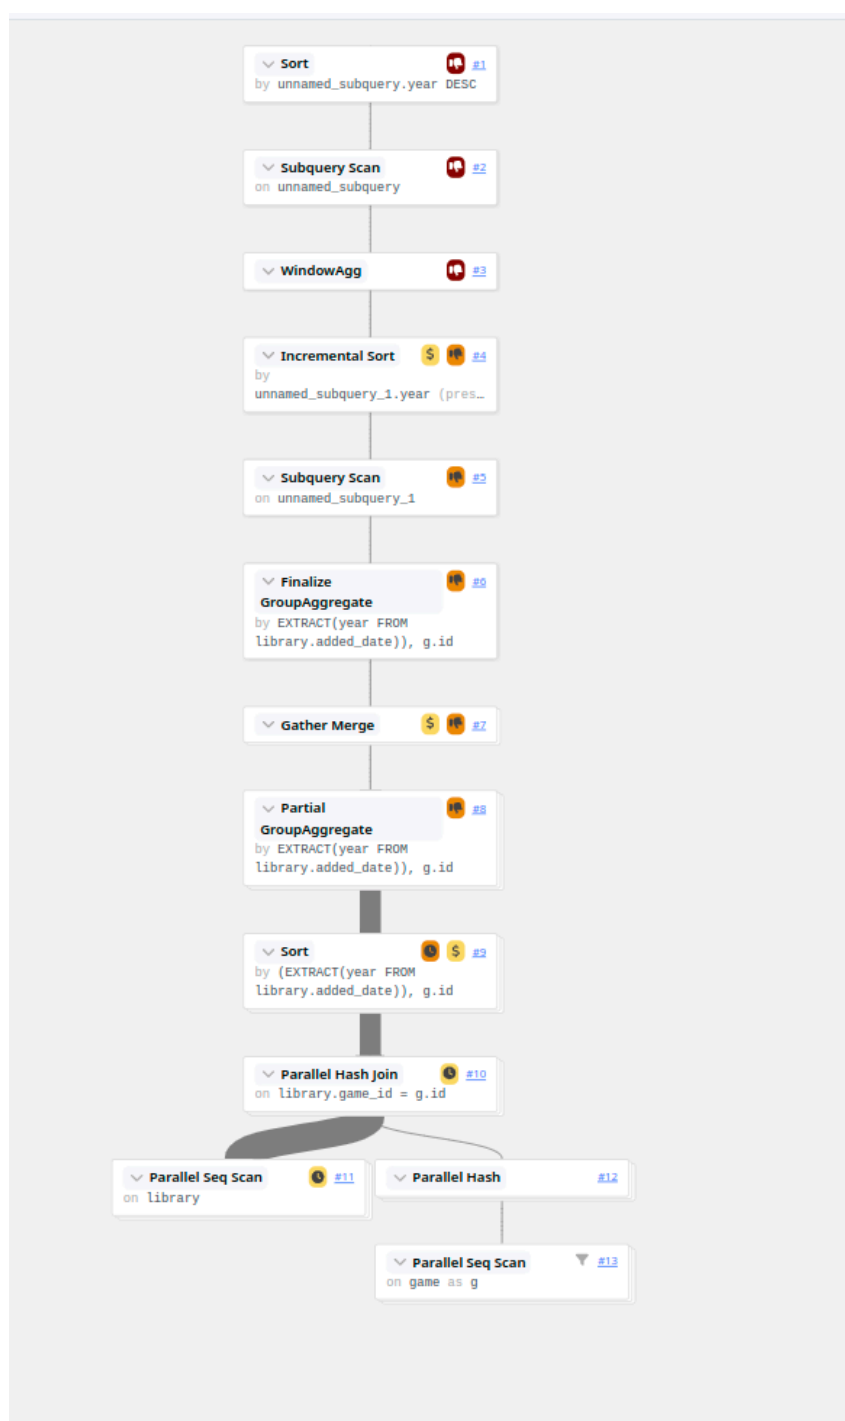 Sort #1
by unnamed_subquery.year DESC
Subquery Scan #2
on unnamed_subquery
WindowAgg #3
Incremental Sort $ #4
by
unnamed_subquery_1.year (pres…
Subquery Scan #5
on unnamed_subquery_1
Finalize #6
GroupAggregate
by EXTRACT(year FROM
library.added_date)), g.id
Gather Merge $ #7
Partial #8
GroupAggregate
by EXTRACT(year FROM
library.added_date)), g.id
Sort $ #9
by (EXTRACT(year FROM
library.added_date)), g.id
Parallel Hash Join #10
on library.game_id = g.id
Parallel Seq Scan #11
on library
Parallel Hash #12
Parallel Seq Scan #13
on game as g